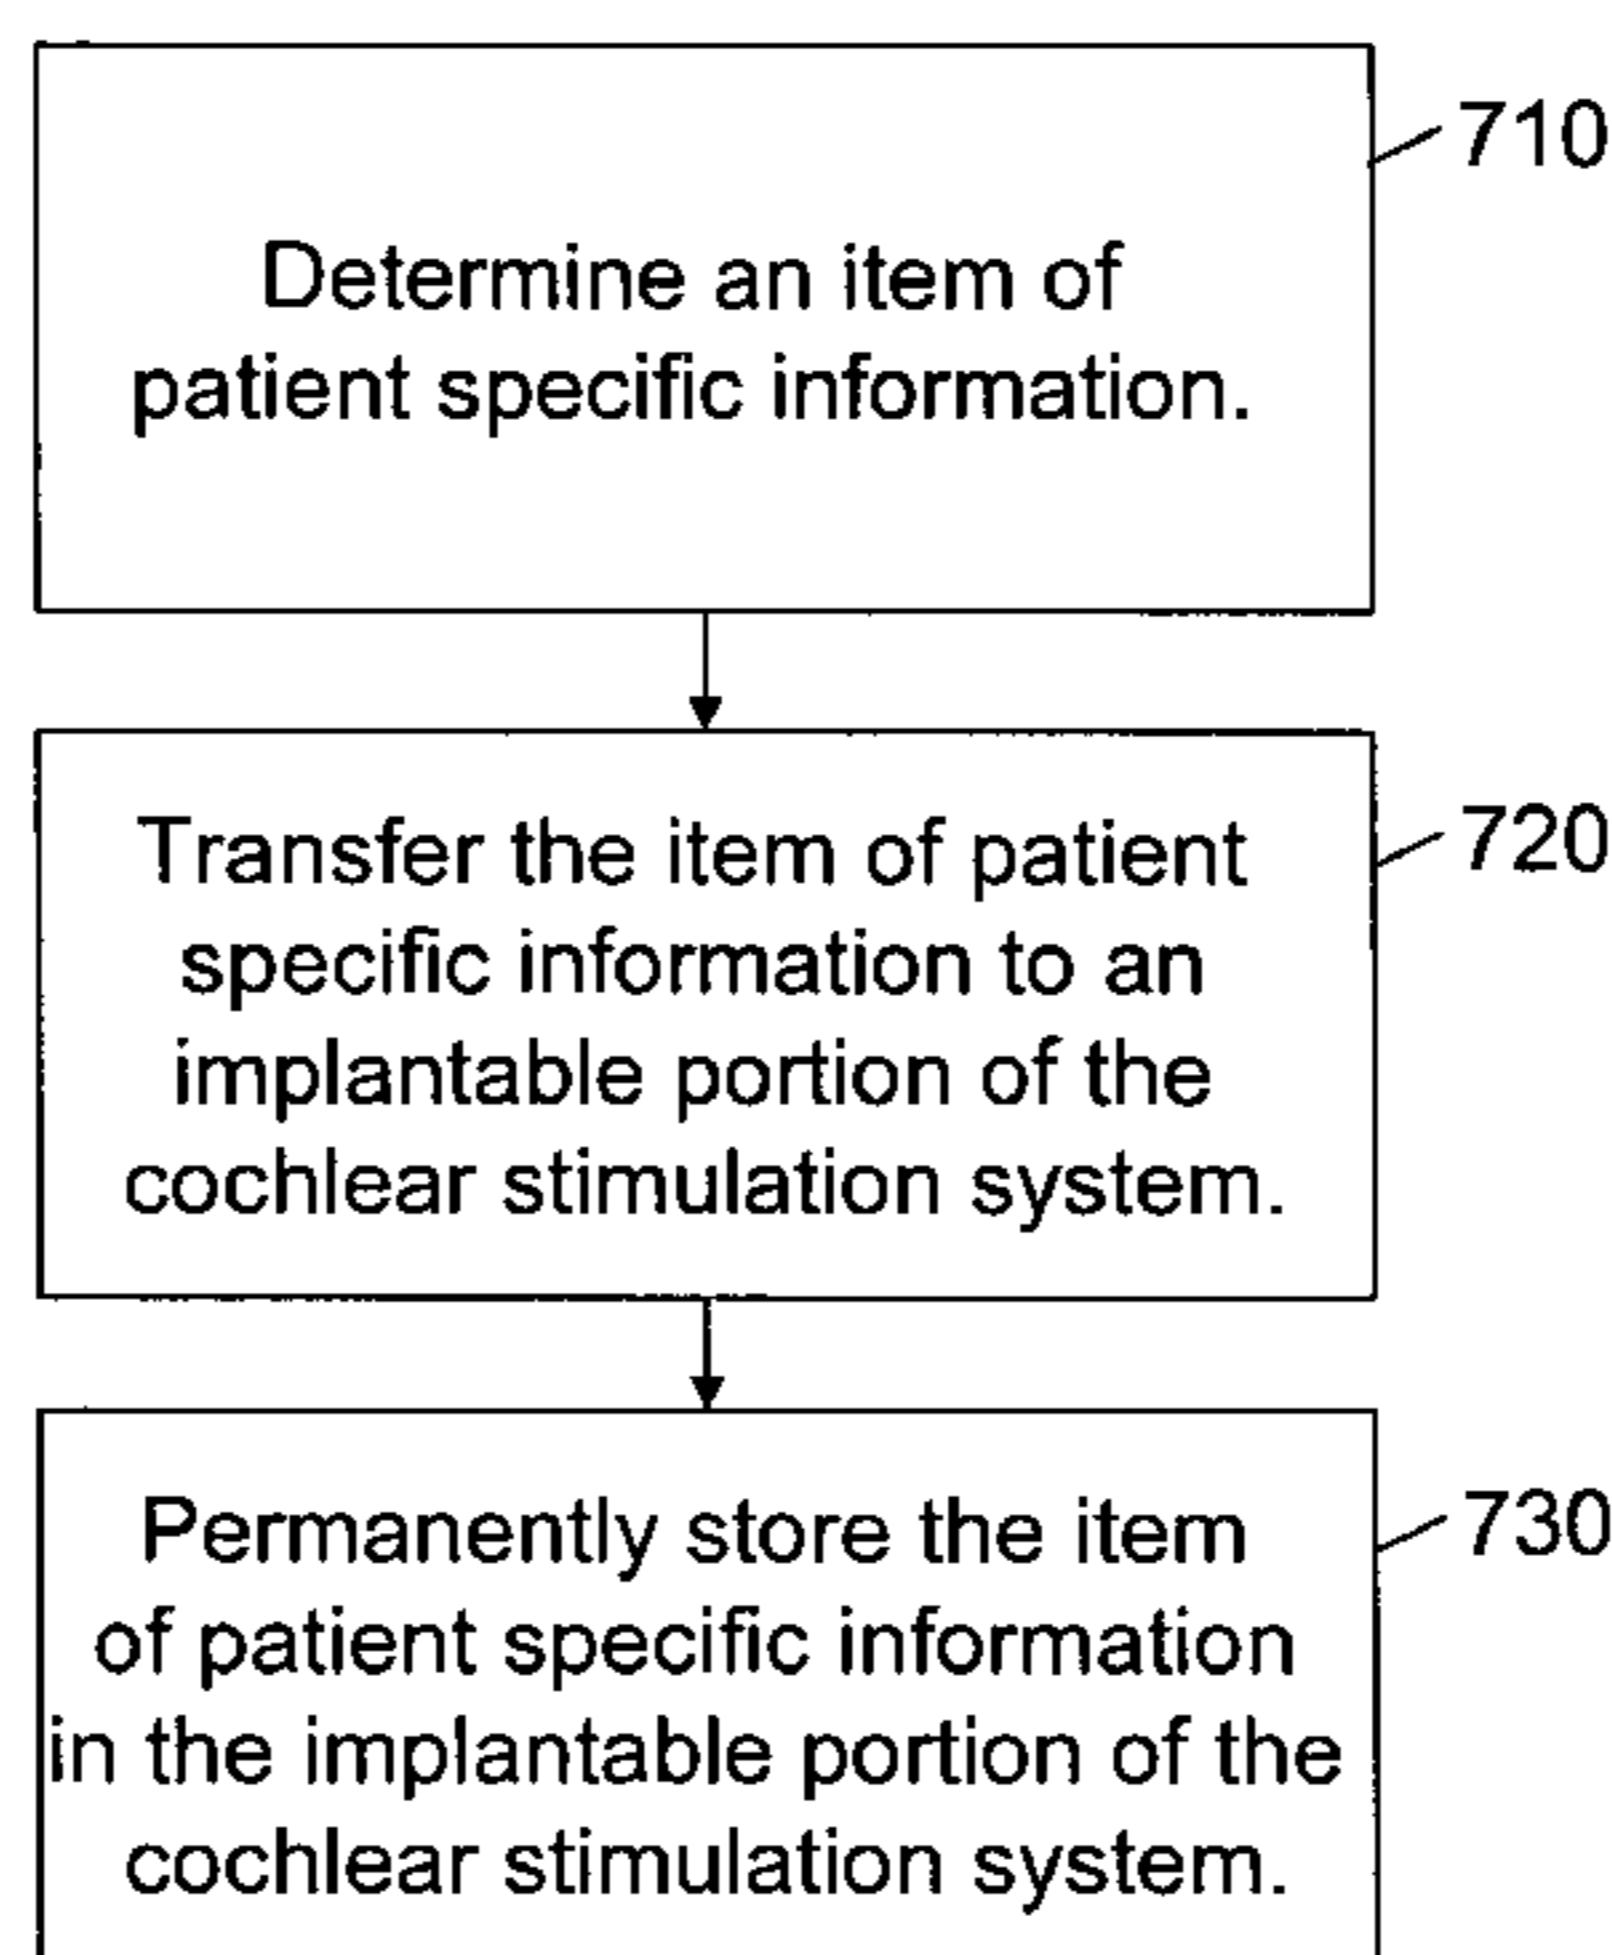 710
Determine an item of
patient specific information.
720
Transfer the item of patient
specific information to an
implantable portion of the
cochlear stimulation system.
730
Permanently store the item
of patient specific information
in the implantable portion of the
cochlear stimulation system.